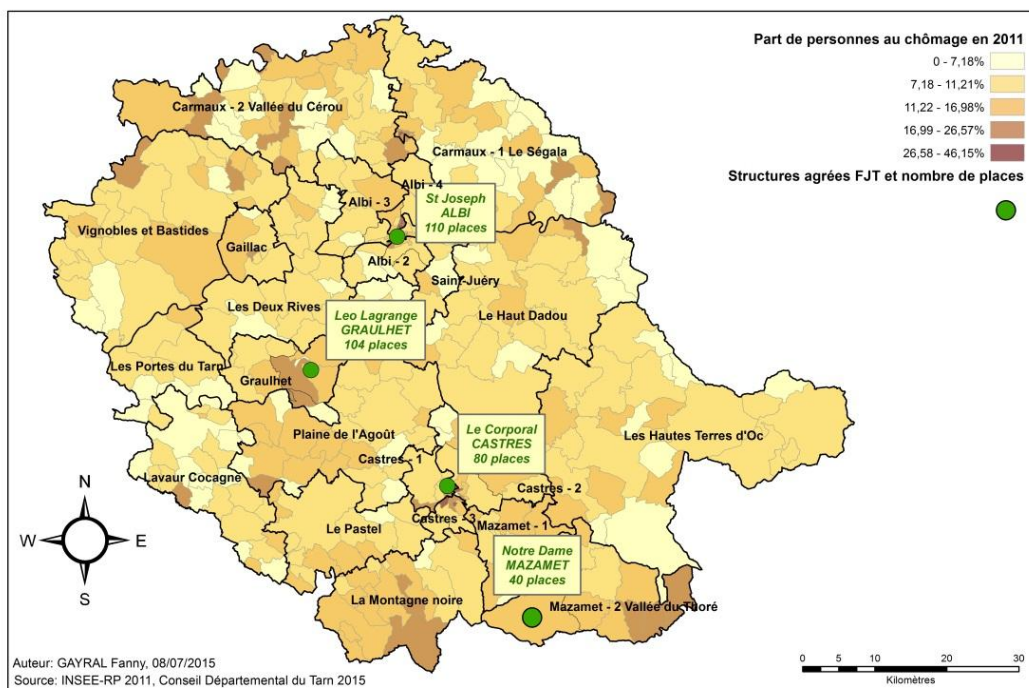 Part de personnes au chômage en 2011
0 - 7,18%
7,18 - 11,21%
11,22 - 16,98%
16,99 - 26,57%
26,58 - 46,15%
Structures agrées FJT et nombre de places
Carmaux - 2 Vallée du Cérou
Carmaux - 1 Le Ségala
Albi - 4
Albi - 3
St Joseph
ALBI
110 places
Vignobles et Bastides
Gaillac
Albi - 2
Saint-Juéry
Les Deux Rives
Leo Lagrange
GRAULHET
104 places
Le Haut Dadou
Les Portes du Tarn
Graulhet
Plaine de l'Agoût
Le Corporal
CASTRES
80 places
Les Hautes Terres d'Oc
Castres - 1
Lavaur Cocagne
Castres - 2
Le Pastel
Castres - 3
Mazamet - 1
Notre Dame
MAZAMET
40 places
La Montagne noire
Mazamet - 2 Vallée du Thoré
N
W
E
S
Auteur: GAYRAL Fanny, 08/07/2015
Source: INSEE-RP 2011, Conseil Départemental du Tarn 2015
0 5 10 20 30
Kilomètres